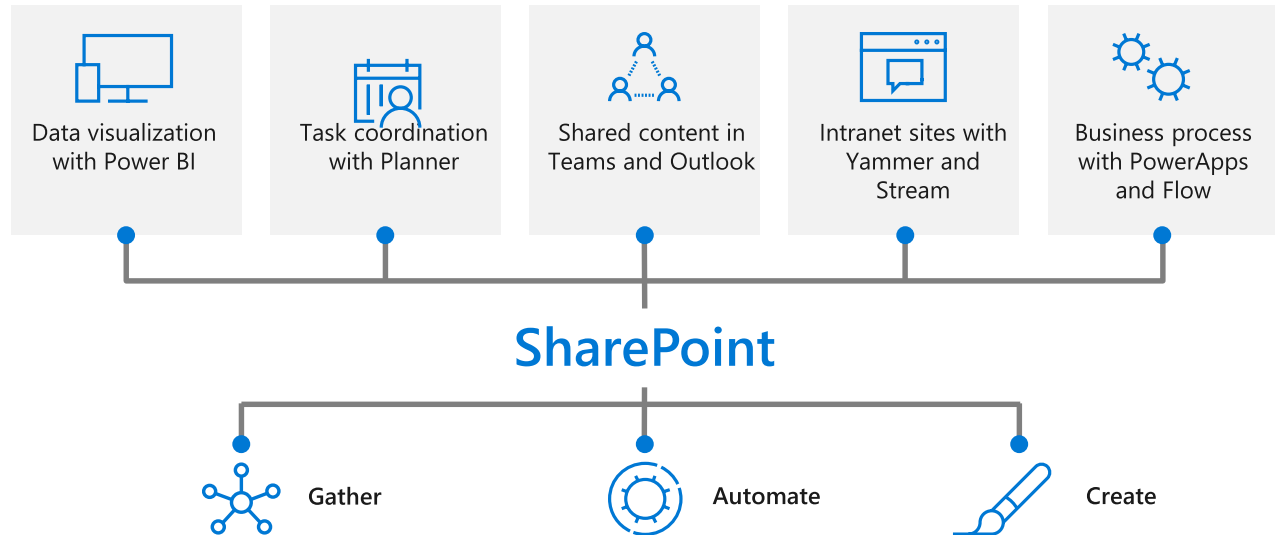 Data visualization
with Power BI
Task coordination
with Planner
Shared content in
Teams and Outlook
Intranet sites with
Yammer and
Stream
Business process
with PowerApps
and Flow
SharePoint
Gather
Automate
Create